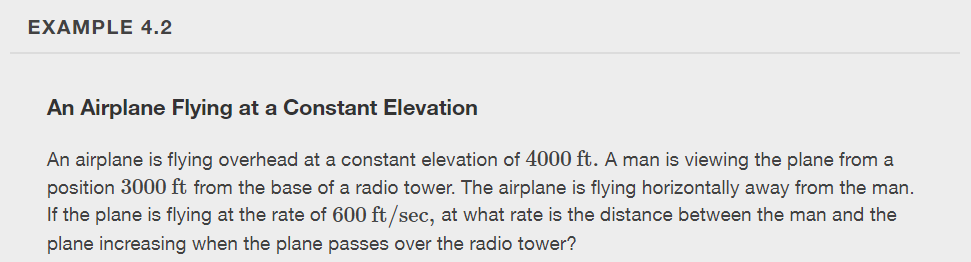 EXAMPLE 4.2
An Airplane Flying at a Constant Elevation
An airplane is flying overhead at a constant elevation of 4000 ft. A man is viewing the plane from a
position 3000 ft from the base of a radio tower. The airplane is flying horizontally away from the man.
If the plane is flying at the rate of 600 ft/sec, at what rate is the distance between the man and the
plane increasing when the plane passes over the radio tower?